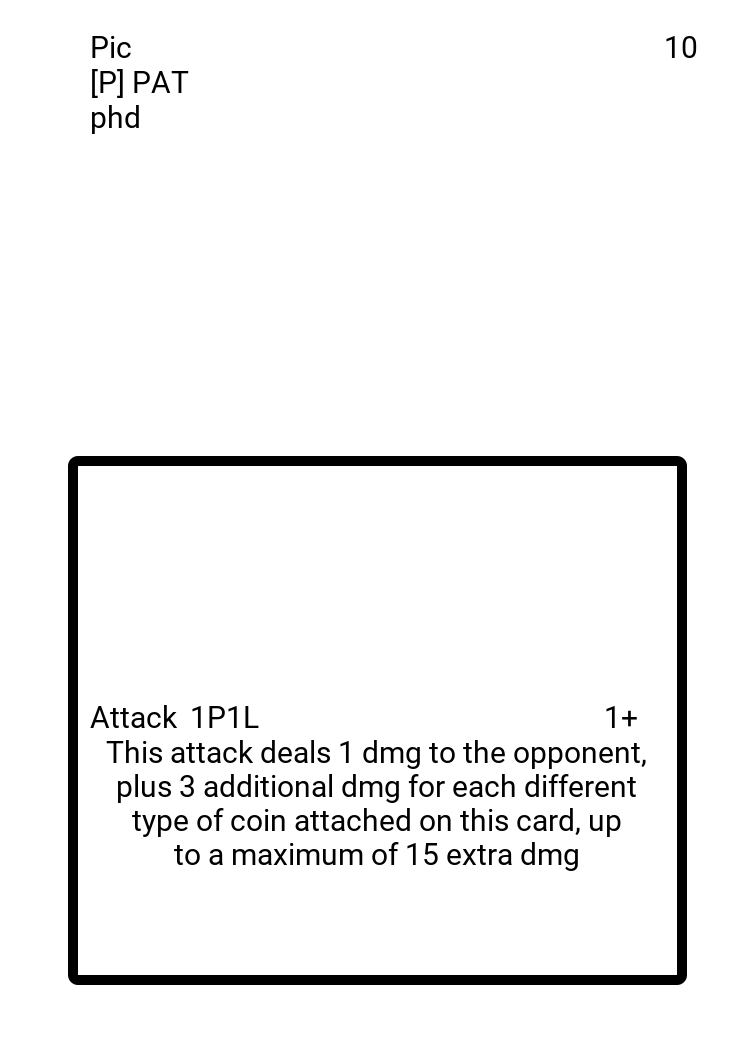 Pic 10
[P] PAT
phd
Attack 1P1L 1+
This attack deals 1 dmg to the opponent,
plus 3 additional dmg for each different
type of coin attached on this card, up
to a maximum of 15 extra dmg